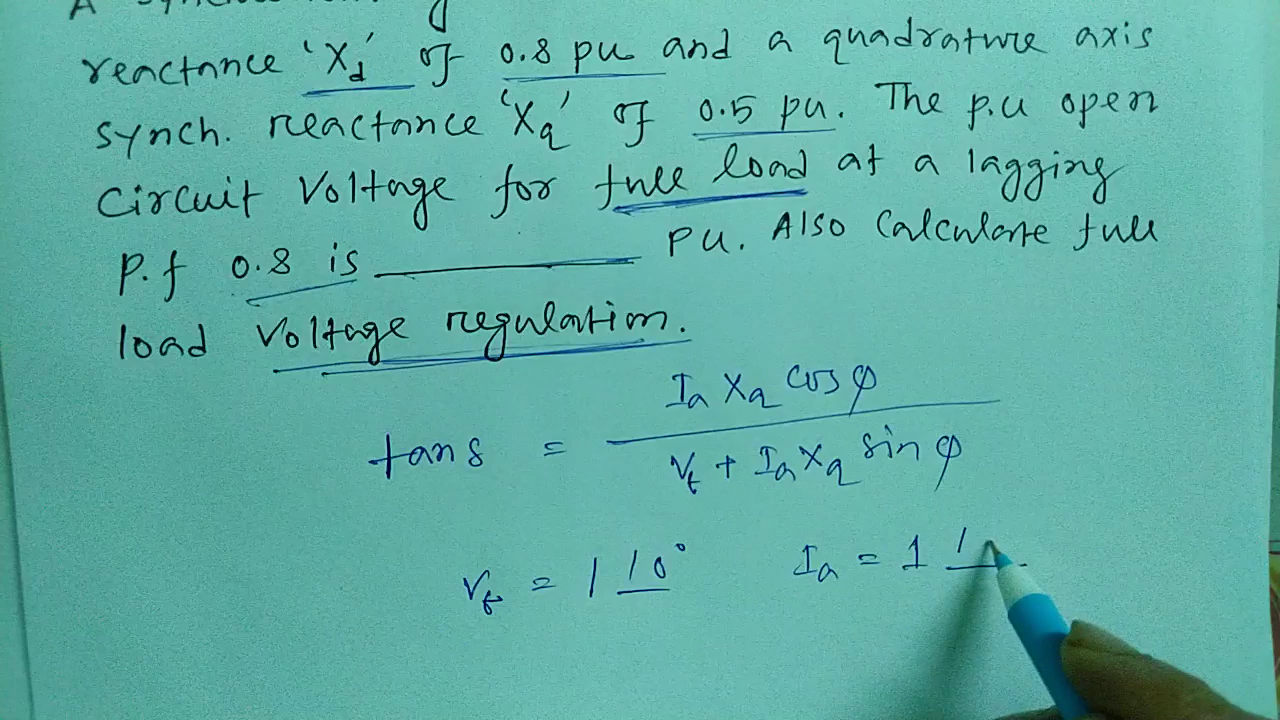 A
reactance 'Xd' of 0.8 pu and a quadrature axis
synch. reactance 'Xq' of 0.5 pu. The p.u open
circuit voltage for full load at a lagging
P.f 0.8 is ________ pu. Also calculate full
load voltage regulation.
tan δ = Ia Xq cos φ / Vt + Ia Xq sin φ
Vt = 1 ∠0° Ia = 1 ∠